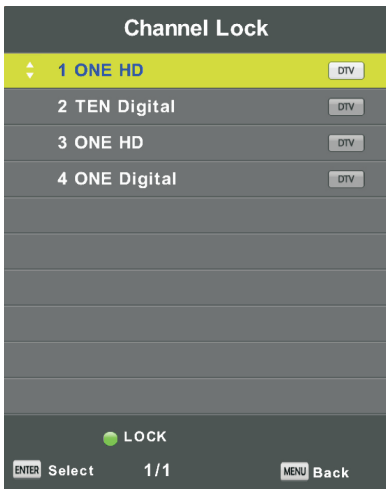 Channel Lock
1 ONE HD DTV
2 TEN Digital DTV
3 ONE HD DTV
4 ONE Digital DTV
LOCK
ENTER Select 1/1 MENU Back